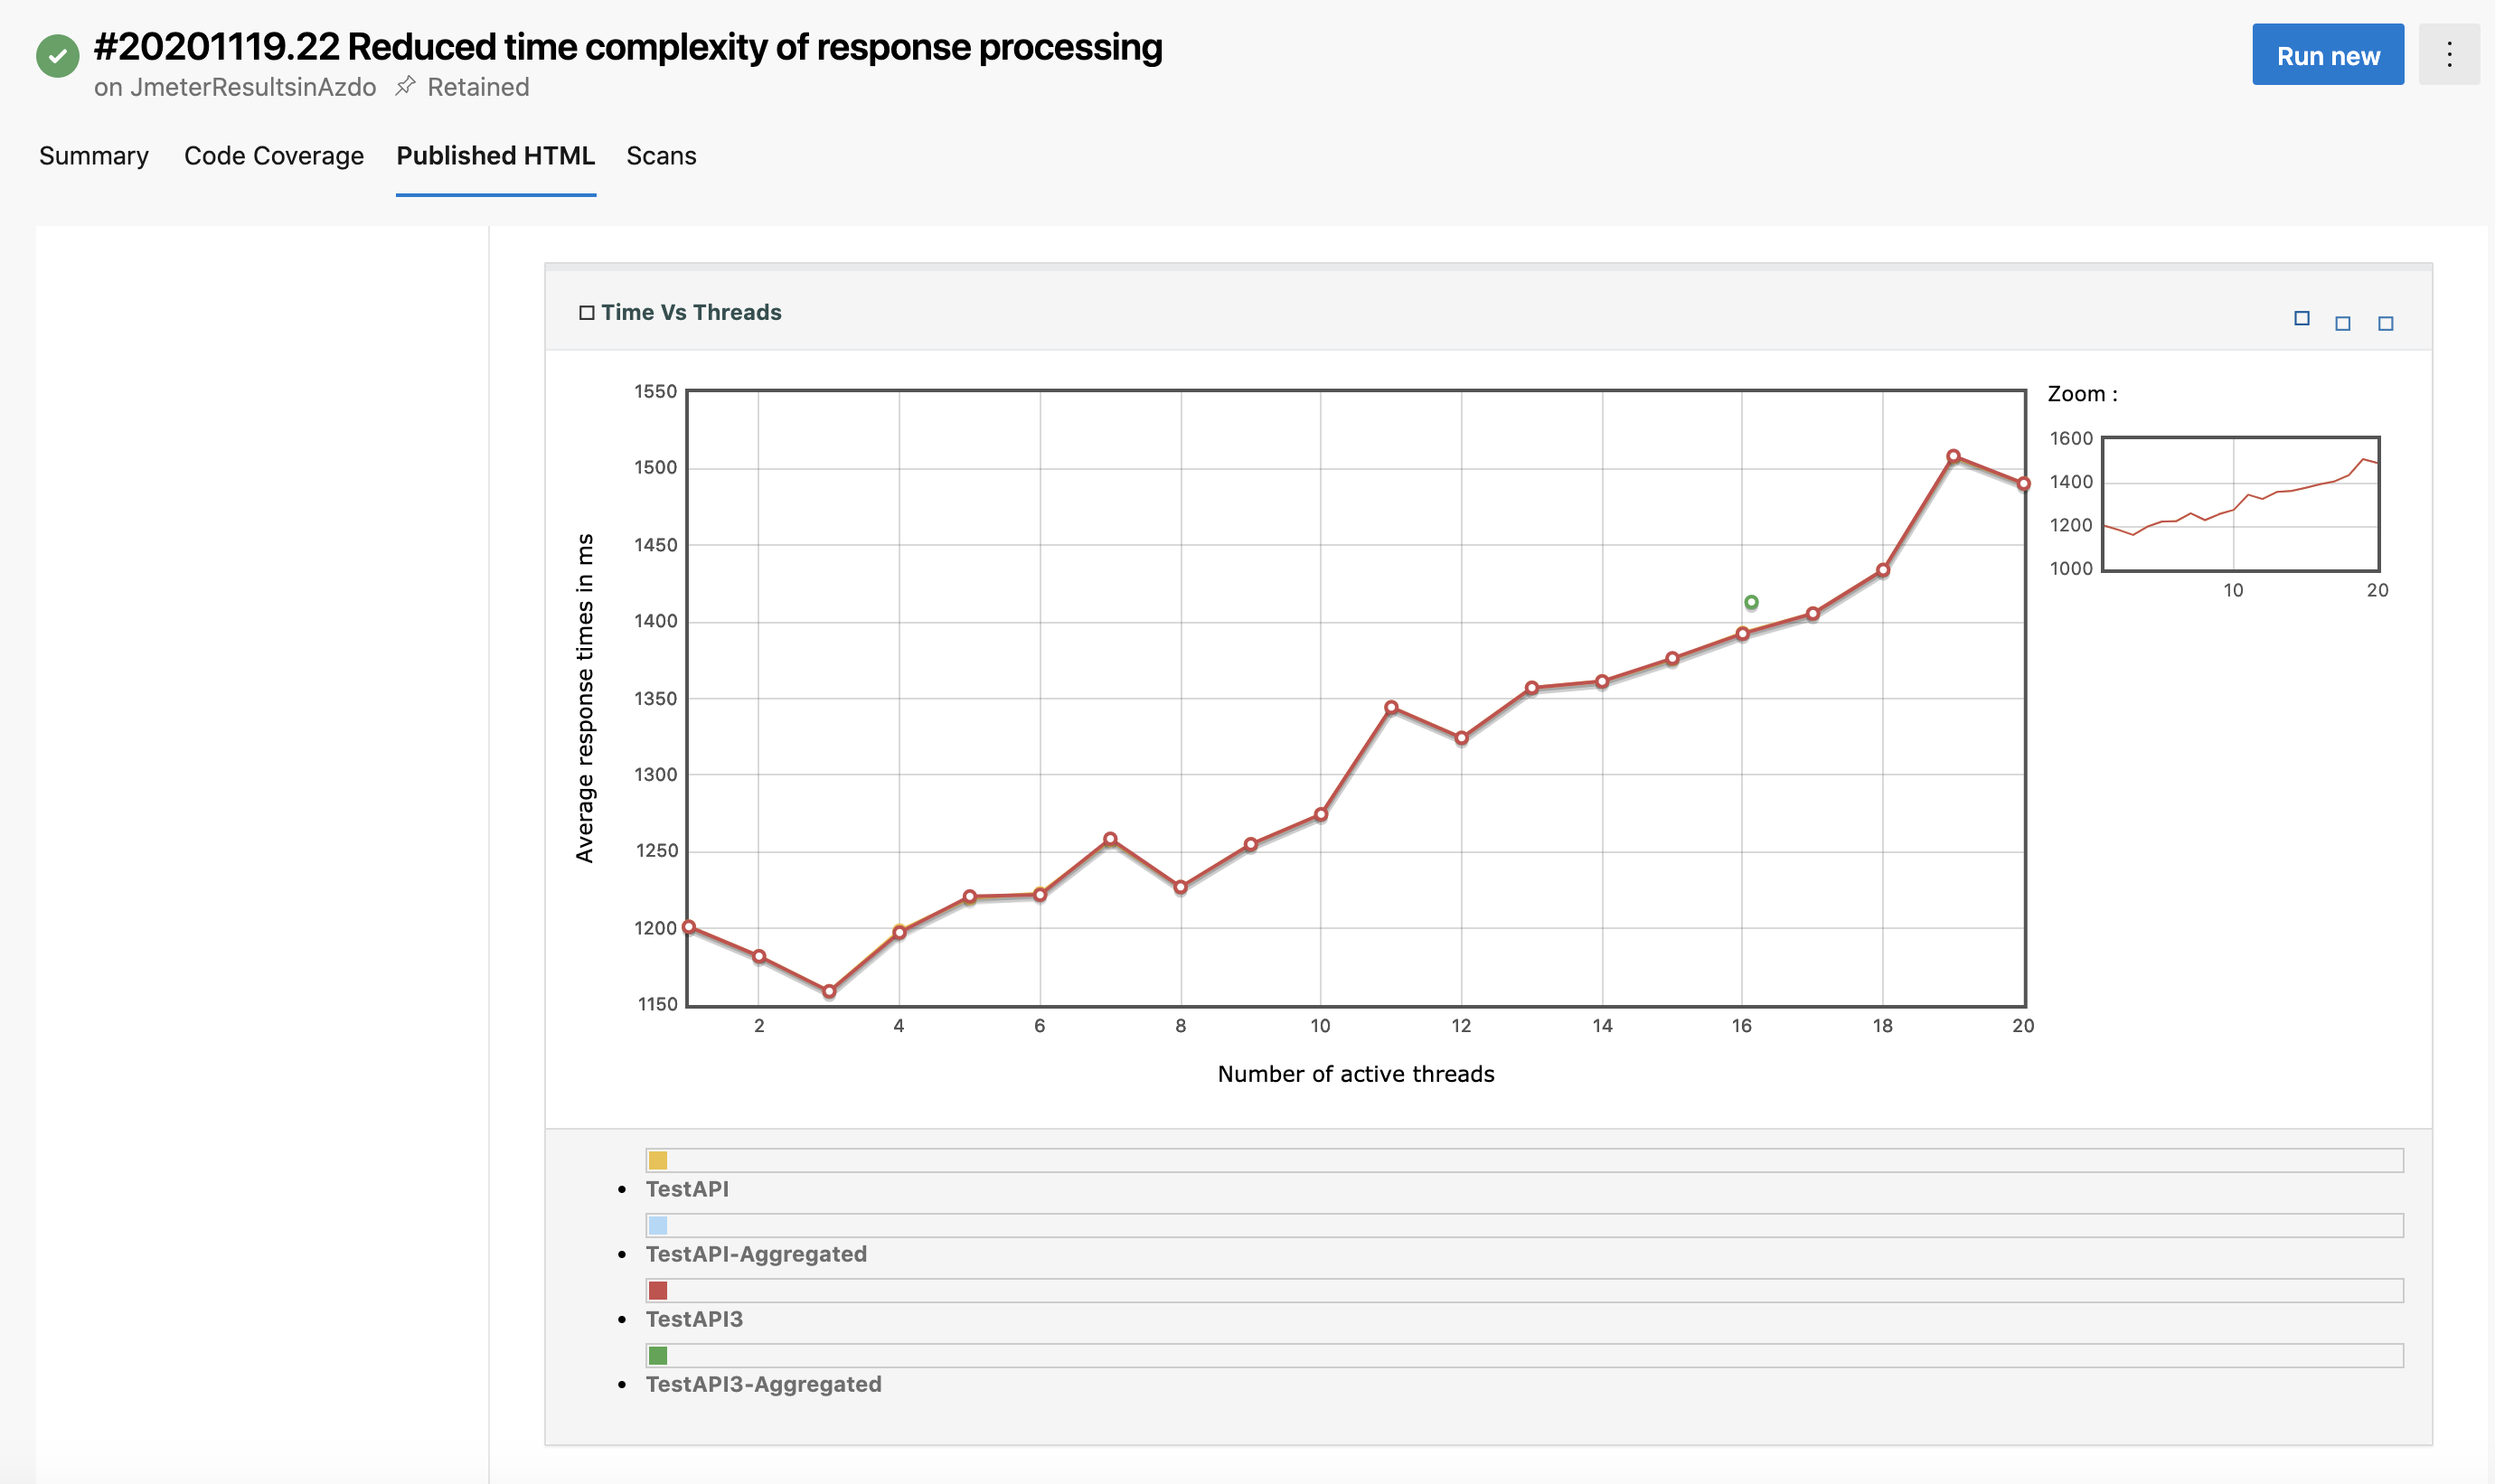 #20201119.22 Reduced time complexity of response processing
on JmeterResultsinAzdo Retained
Run new
Summary Code Coverage Published HTML Scans
Time Vs Threads
Average response times in ms
1550
1500
1450
1400
1350
1300
1250
1200
1150
2 4 6 8 10 12 14 16 18 20
Number of active threads
Zoom :
1600
1400
1200
1000
10 20
TestAPI
TestAPI-Aggregated
TestAPI3
TestAPI3-Aggregated